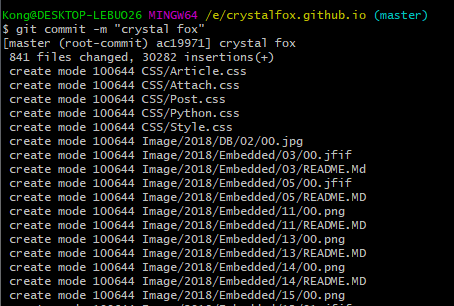 Kong@DESKTOP-LEBUO26 MINGW64 /e/crystalfox.github.io (master)
$ git commit -m "crystal fox"
[master (root-commit) ac19971] crystal fox
 841 files changed, 30282 insertions(+)
 create mode 100644 CSS/Article.css
 create mode 100644 CSS/Attach.css
 create mode 100644 CSS/Post.css
 create mode 100644 CSS/Python.css
 create mode 100644 CSS/Style.css
 create mode 100644 Image/2018/DB/02/00.jpg
 create mode 100644 Image/2018/Embedded/03/00.jfif
 create mode 100644 Image/2018/Embedded/03/README.Md
 create mode 100644 Image/2018/Embedded/05/00.jfif
 create mode 100644 Image/2018/Embedded/05/README.MD
 create mode 100644 Image/2018/Embedded/11/00.png
 create mode 100644 Image/2018/Embedded/11/README.MD
 create mode 100644 Image/2018/Embedded/13/00.png
 create mode 100644 Image/2018/Embedded/13/README.MD
 create mode 100644 Image/2018/Embedded/14/00.png
 create mode 100644 Image/2018/Embedded/14/README.MD
 create mode 100644 Image/2018/Embedded/15/00.png